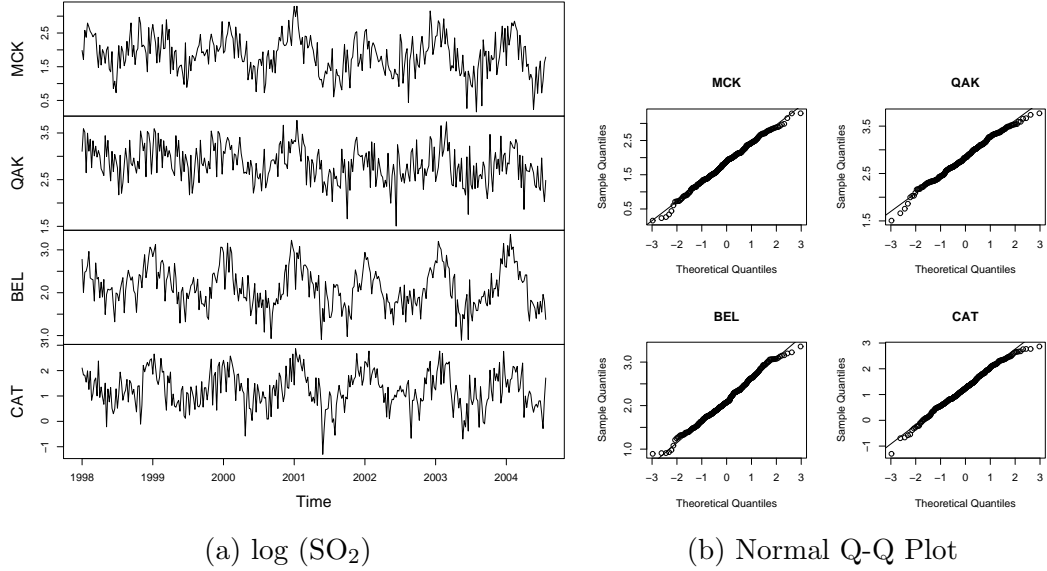 MCK
0.5 1.5 2.5
QAK
1.5 2.5 3.5
BEL
31.0 2.0 3.0
CAT
−1 0 1 2 31
1998 1999 2000 2001 2002 2003 2004
Time
(a) log (SO₂)
MCK
Sample Quantiles
0.5 1.5 2.5
−3 −2 −1 0 1 2 3
Theoretical Quantiles
QAK
Sample Quantiles
1.5 2.5 3.5
−3 −2 −1 0 1 2 3
Theoretical Quantiles
BEL
Sample Quantiles
1.0 2.0 3.0
−3 −2 −1 0 1 2 3
Theoretical Quantiles
CAT
Sample Quantiles
−1 0 1 2 3
−3 −2 −1 0 1 2 3
Theoretical Quantiles
(b) Normal Q-Q Plot